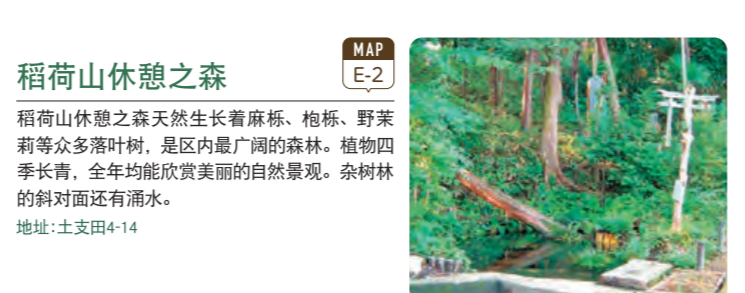 稻荷山休憩之森
MAP
E-2
稻荷山休憩之森天然生长着麻栎、枹栎、野茉
莉等众多落叶树，是区内最广阔的森林。植物四
季长青，全年均能欣赏美丽的自然景观。杂树林
的斜对面还有涌水。
地址：土支田4-14